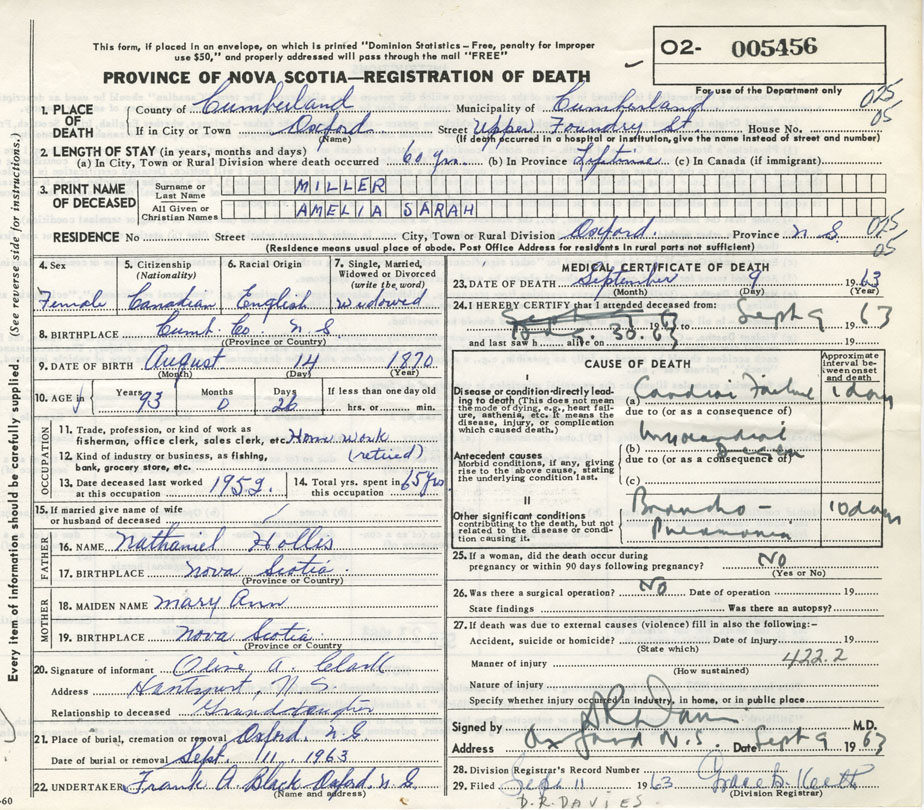 This form, if placed in an envelope, on which is printed "Dominion Statistics – Free, penalty for Improper
use $50," and properly addressed will pass through the mail "FREE"
PROVINCE OF NOVA SCOTIA—REGISTRATION OF DEATH
O2- 005456
For use of the Department only
025
05
1. PLACE OF DEATH County of Cumberland Municipality of Cumberland
If in City or Town Oxford Street Upper Foundry St. House No.
(Name) (If death occurred in a hospital or institution, give the name instead of street and number)
2. LENGTH OF STAY (in years, months and days)
(a) In City, Town or Rural Division where death occurred 60 yrs. (b) In Province Lifetime (c) In Canada (if immigrant)
3. PRINT NAME OF DECEASED Surname or Last Name MILLER
All Given or Christian Names AMELIA SARAH
RESIDENCE No Street City, Town or Rural Division Oxford. Province N.S. 025
05
(Residence means usual place of abode. Post Office Address for residents in rural parts not sufficient)
4. Sex 5. Citizenship (Nationality) 6. Racial Origin 7. Single, Married, Widowed or Divorced (write the word)
Female Canadian English widowed
8. BIRTHPLACE Cumb. Co. N.S
(Province or Country)
9. DATE OF BIRTH August 14 1870
(Month) (Day) (Year)
10. AGE in Years Months Days If less than one day old
93 0 26 hrs. or min.
OCCUPATION
11. Trade, profession, or kind of work as
fisherman, office clerk, sales clerk, etc. Home work
12. Kind of industry or business, as fishing,
bank, grocery store, etc. (retired)
13. Date deceased last worked at this occupation 1952. 14. Total yrs. spent in this occupation 65 yrs
15. If married give name of wife
or husband of deceased
FATHER
16. NAME Nathaniel Hollis
17. BIRTHPLACE Nova Scotia
(Province or Country)
MOTHER
18. MAIDEN NAME Mary Ann
19. BIRTHPLACE Nova Scotia
(Province or Country
20. Signature of informant Olive A. Clark
Address Hantsport, N.S.
Relationship to deceased Granddaughter
21. Place of burial, cremation or removal Oxford. N.S
Date of burial or removal Sept. 11, 1963
22. UNDERTAKER Frank A Black Oxford. N.S
(Name and address)
-60
Every item of information should be carefully supplied. (See reverse side for instructions.)
MEDICAL CERTIFICATE OF DEATH
23. DATE OF DEATH September 9 1963
(Month) (Day) (Year)
24. I HEREBY CERTIFY that I attended deceased from:
1963 to Sept 9 1963
30. 63
and last saw h alive on 19
CAUSE OF DEATH
Approximate interval between onset and death
I
Disease or condition-directly leading to death (This does not mean the mode of dying, e.g., heart failure, asthenia, etc. It means the disease, injury, or complication which caused death.)
(a) Cardiac Failure 1 day
due to (or as a consequence of)
Antecedent causes
Morbid conditions, if any, giving rise to the above cause, stating the underlying condition last.
(b) Myocardial
due to (or as a consequence of)
(c)
II
Other significant conditions contributing to the death, but not related to the disease or condition causing it.
Broncho - Pneumonia 10 days
25. If a woman, did the death occur during
pregnancy or within 90 days following pregnancy? NO
(Yes or No)
26. Was there a surgical operation? NO Date of operation 19
State findings Was there an autopsy?
27. If death was due to external causes (violence) fill in also the following:–
Accident, suicide or homicide? Date of injury 19
(State which)
Manner of injury 422.2
(How sustained)
Nature of injury
Specify whether injury occurred in industry, in home, or in public place
Signed by M.D.
Address Oxford N.S. Date Sept 9 1963
28. Division Registrar's Record Number
29. Filed Sept 11 1963
(Division Registrar)
D.R. DAVIES